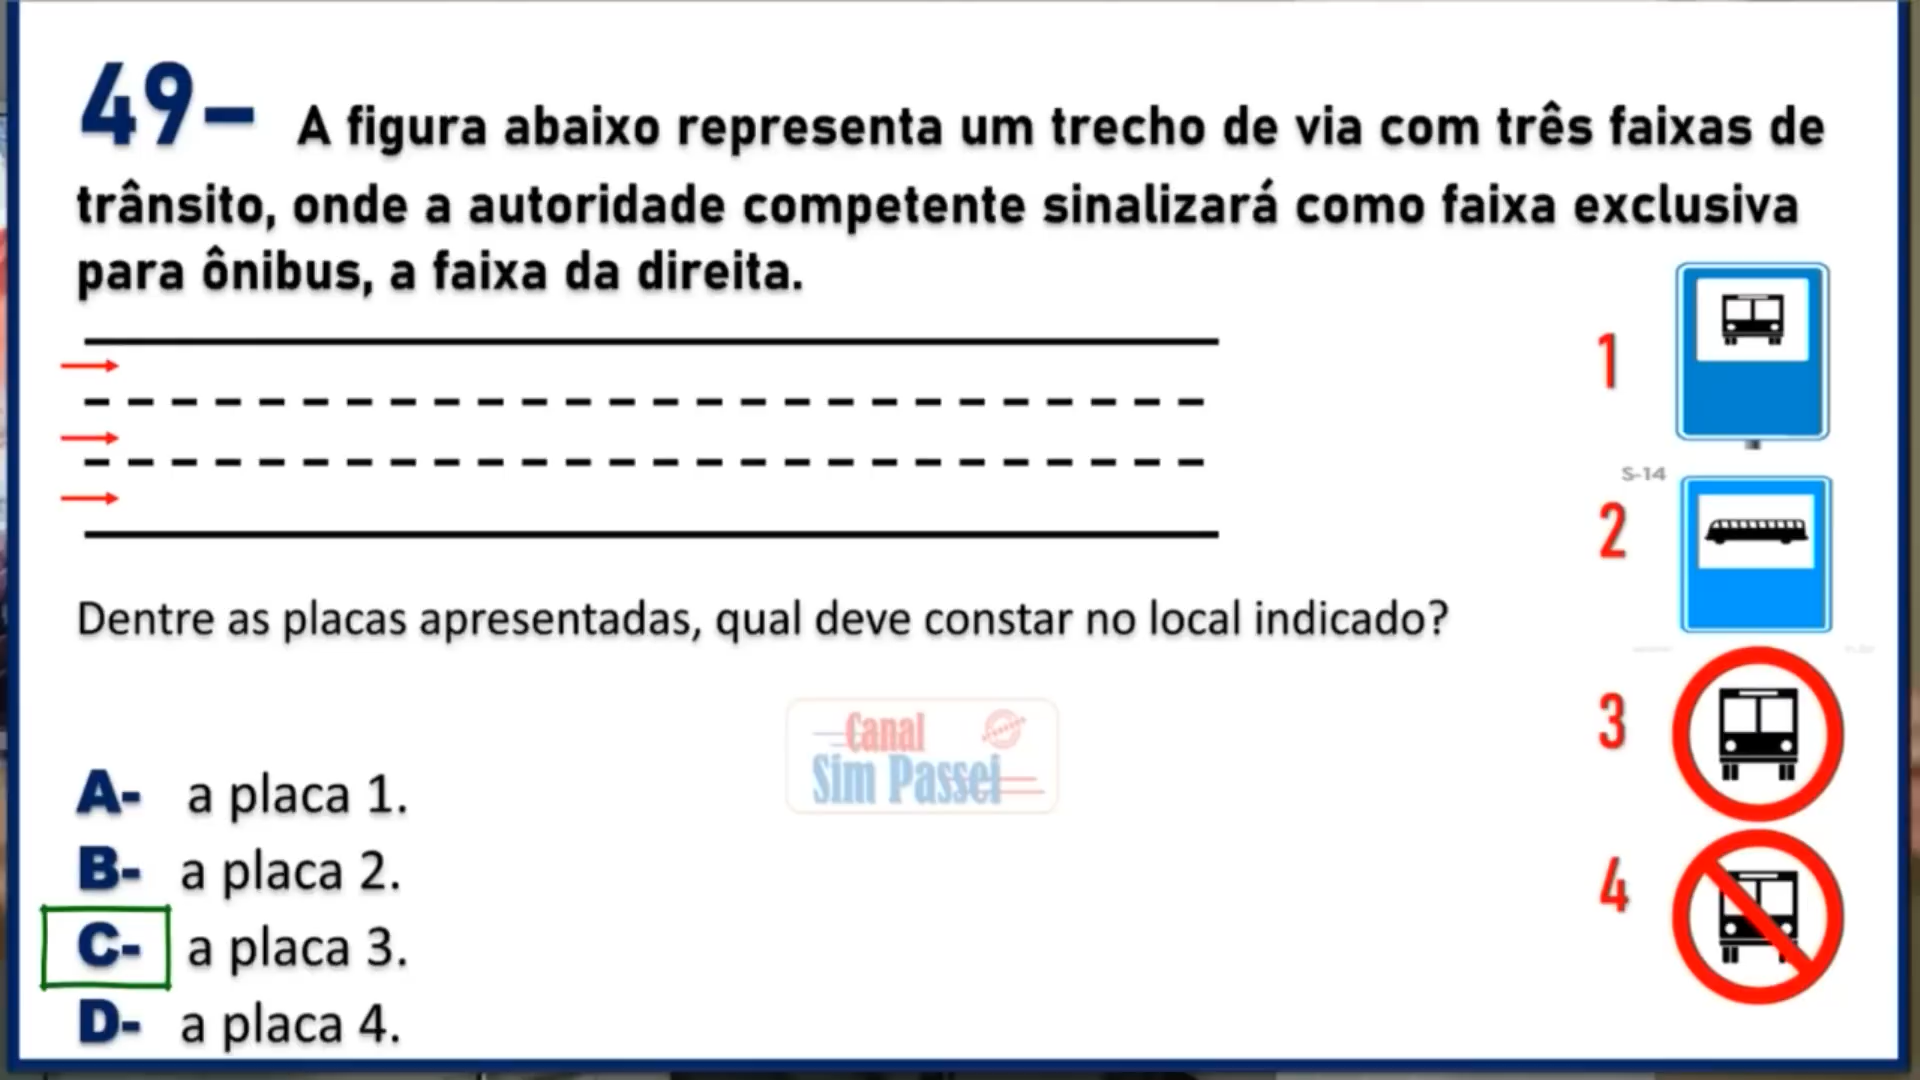 49- A figura abaixo representa um trecho de via com três faixas de
trânsito, onde a autoridade competente sinalizará como faixa exclusiva
para ônibus, a faixa da direita.
1
S-14
2
Dentre as placas apresentadas, qual deve constar no local indicado?
3
Canal
Sim Passei
4
A- a placa 1.
B- a placa 2.
C- a placa 3.
D- a placa 4.